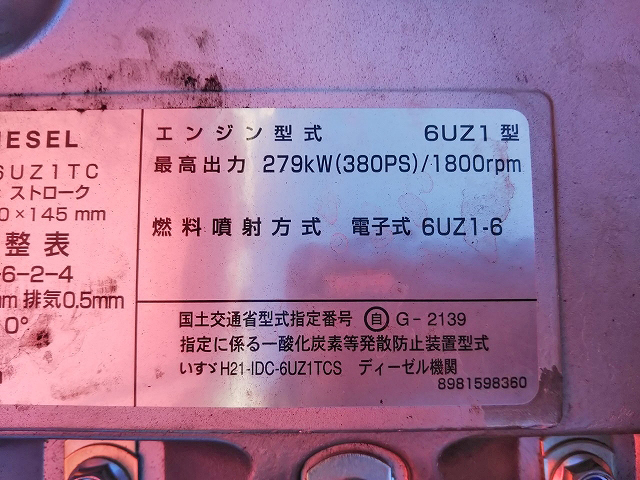 IESEL
6UZ1TC
ストローク
0×145 mm
整表
-6-2-4
mm 排気0.5mm
0°
エンジン型式 6UZ1型
最高出力 279kW(380PS)/1800rpm
燃料噴射方式 電子式 6UZ1-6
国土交通省型式指定番号 自 G-2139
指定に係る一酸化炭素等発散防止装置型式
いすゞH21-IDC-6UZ1TCS ディーゼル機関
8981598360